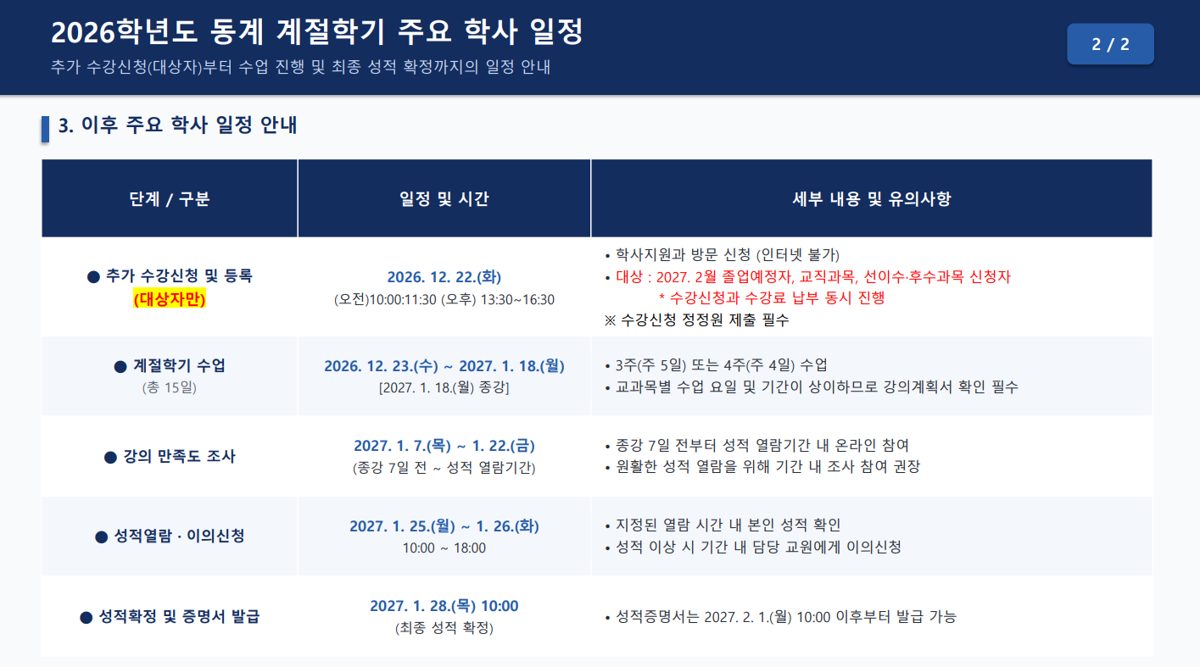 2026학년도 동계 계절학기 주요 학사 일정
추가 수강신청(대상자)부터 수업 진행 및 최종 성적 확정까지의 일정 안내
2 / 2
3. 이후 주요 학사 일정 안내
단계 / 구분
일정 및 시간
세부 내용 및 유의사항
● 추가 수강신청 및 등록
(대상자만)
2026. 12. 22.(화)
(오전)10:00:11:30 (오후) 13:30~16:30
• 학사지원과 방문 신청 (인터넷 불가)
• 대상 : 2027. 2월 졸업예정자, 교직과목, 선이수·후수과목 신청자
* 수강신청과 수강료 납부 동시 진행
※ 수강신청 정정원 제출 필수
● 계절학기 수업
(총 15일)
2026. 12. 23.(수) ~ 2027. 1. 18.(월)
[2027. 1. 18.(월) 종강]
• 3주(주 5일) 또는 4주(주 4일) 수업
• 교과목별 수업 요일 및 기간이 상이하므로 강의계획서 확인 필수
● 강의 만족도 조사
2027. 1. 7.(목) ~ 1. 22.(금)
(종강 7일 전 ~ 성적 열람기간)
• 종강 7일 전부터 성적 열람기간 내 온라인 참여
• 원활한 성적 열람을 위해 기간 내 조사 참여 권장
● 성적열람 · 이의신청
2027. 1. 25.(월) ~ 1. 26.(화)
10:00 ~ 18:00
• 지정된 열람 시간 내 본인 성적 확인
• 성적 이상 시 기간 내 담당 교원에게 이의신청
● 성적확정 및 증명서 발급
2027. 1. 28.(목) 10:00
(최종 성적 확정)
• 성적증명서는 2027. 2. 1.(월) 10:00 이후부터 발급 가능